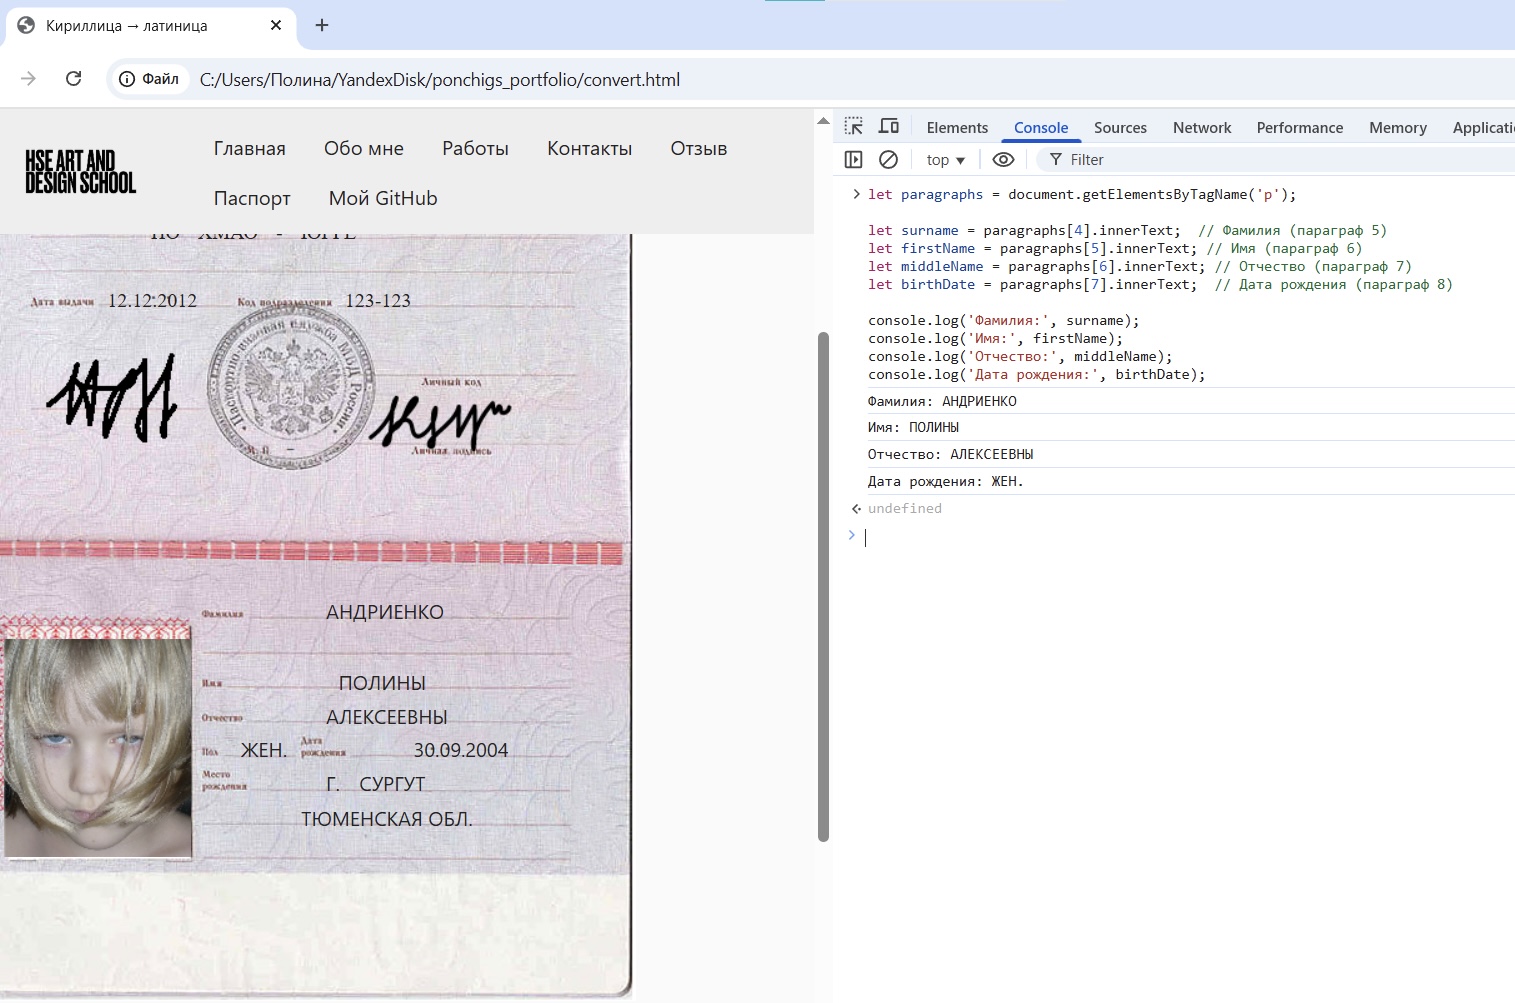 Кириллица → латиница
Файл
C:/Users/Полина/YandexDisk/ponchigs_portfolio/convert.html
HSE ART AND
DESIGN SCHOOL
Главная
Обо мне
Работы
Контакты
Отзыв
Паспорт
Мой GitHub
Дата выдачи 12.12.2012 Код подразделения 123-123
Паспортно-визовая служба МВД России
Личный код
М. П
Личная подпись
Фамилия АНДРИЕНКО
Имя ПОЛИНЫ
Отчество АЛЕКСЕЕВНЫ
Пол ЖЕН. Дата рождения 30.09.2004
Место рождения Г. СУРГУТ
ТЮМЕНСКАЯ ОБЛ.
Elements Console Sources Network Performance Memory Applicati
top ▼ Filter
let paragraphs = document.getElementsByTagName('p');
let surname = paragraphs[4].innerText;  // Фамилия (параграф 5)
let firstName = paragraphs[5].innerText; // Имя (параграф 6)
let middleName = paragraphs[6].innerText; // Отчество (параграф 7)
let birthDate = paragraphs[7].innerText;  // Дата рождения (параграф 8)
console.log('Фамилия:', surname);
console.log('Имя:', firstName);
console.log('Отчество:', middleName);
console.log('Дата рождения:', birthDate);
Фамилия: АНДРИЕНКО
Имя: ПОЛИНЫ
Отчество: АЛЕКСЕЕВНЫ
Дата рождения: ЖЕН.
undefined